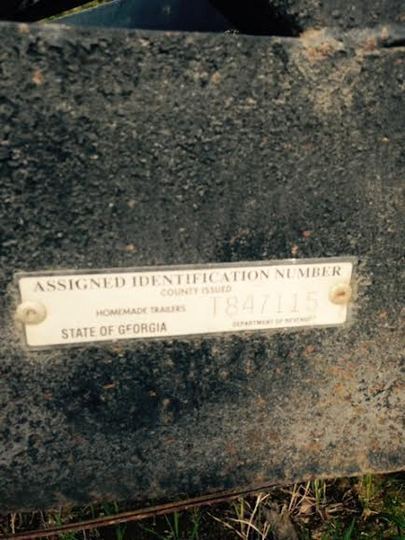 ASSIGNED IDENTIFICATION NUMBER
COUNTY ISSUED
HOMEMADE TRAILERS T847115
STATE OF GEORGIA DEPARTMENT OF REVENUE